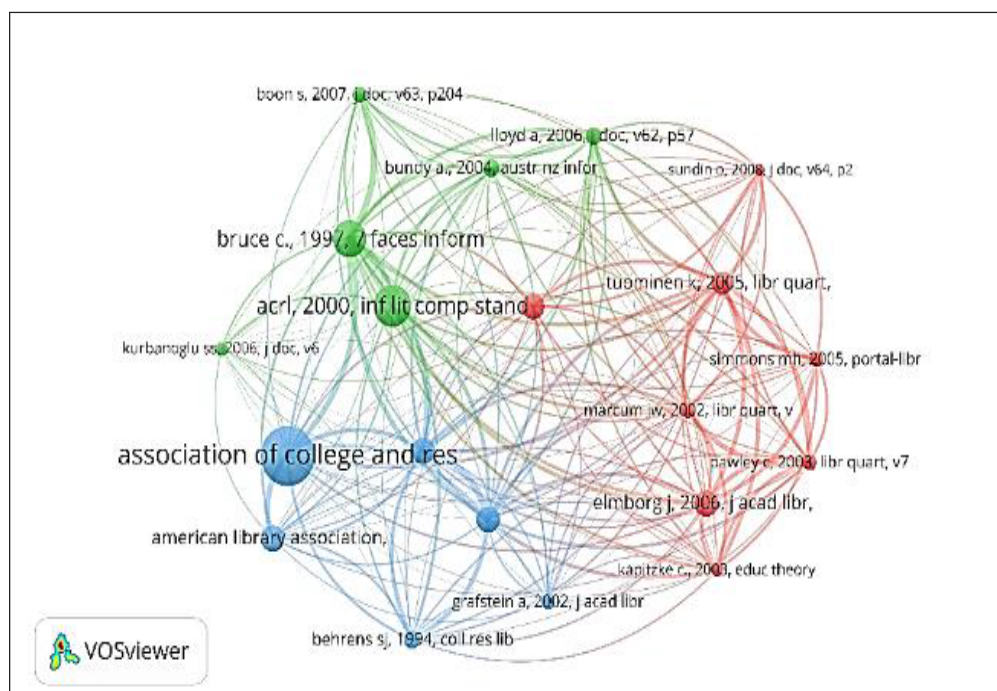 boon s, 2007, j doc, v63, p204
lloyd a, 2006, j doc, v62, p57
bundy a., 2004, austr nz infor
sundin o, 2008, j doc, v64, p2
bruce c., 1997, 7 faces inform
tuominen k, 2005, libr quart,
acrl, 2000, inf lit comp stand
kurbanoglu ss, 2006, j doc, v6
simmons mh, 2005, portal-libr
marcum jw, 2002, libr quart, v
association of college and res
pawley c, 2003, libr quart, v7
elmborg j, 2006, j acad libr,
american library association,
kapitzke c., 2003, educ theory
grafstein a, 2002, j acad libr
behrens sj, 1994, coll res lib
VOSviewer